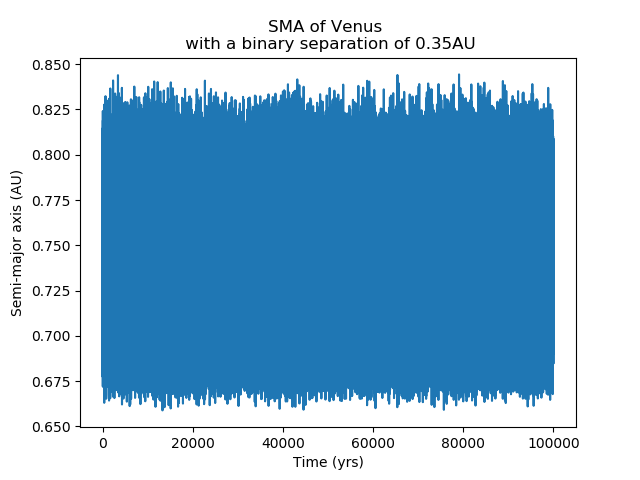 SMA of Venus
with a binary separation of 0.35AU
0.850
0.825
0.800
0.775
0.750
0.725
0.700
0.675
0.650
Semi-major axis (AU)
0 20000 40000 60000 80000 100000
Time (yrs)